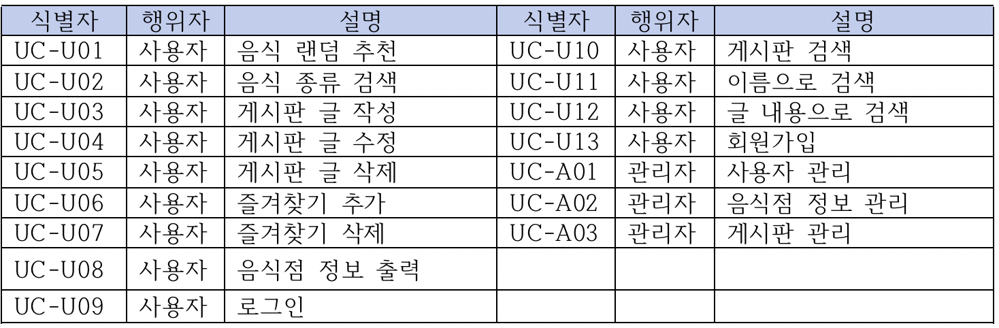 식별자 행위자 설명 식별자 행위자 설명
UC-U01 사용자 음식 랜덤 추천 UC-U10 사용자 게시판 검색
UC-U02 사용자 음식 종류 검색 UC-U11 사용자 이름으로 검색
UC-U03 사용자 게시판 글 작성 UC-U12 사용자 글 내용으로 검색
UC-U04 사용자 게시판 글 수정 UC-U13 사용자 회원가입
UC-U05 사용자 게시판 글 삭제 UC-A01 관리자 사용자 관리
UC-U06 사용자 즐겨찾기 추가 UC-A02 관리자 음식점 정보 관리
UC-U07 사용자 즐겨찾기 삭제 UC-A03 관리자 게시판 관리
UC-U08 사용자 음식점 정보 출력
UC-U09 사용자 로그인